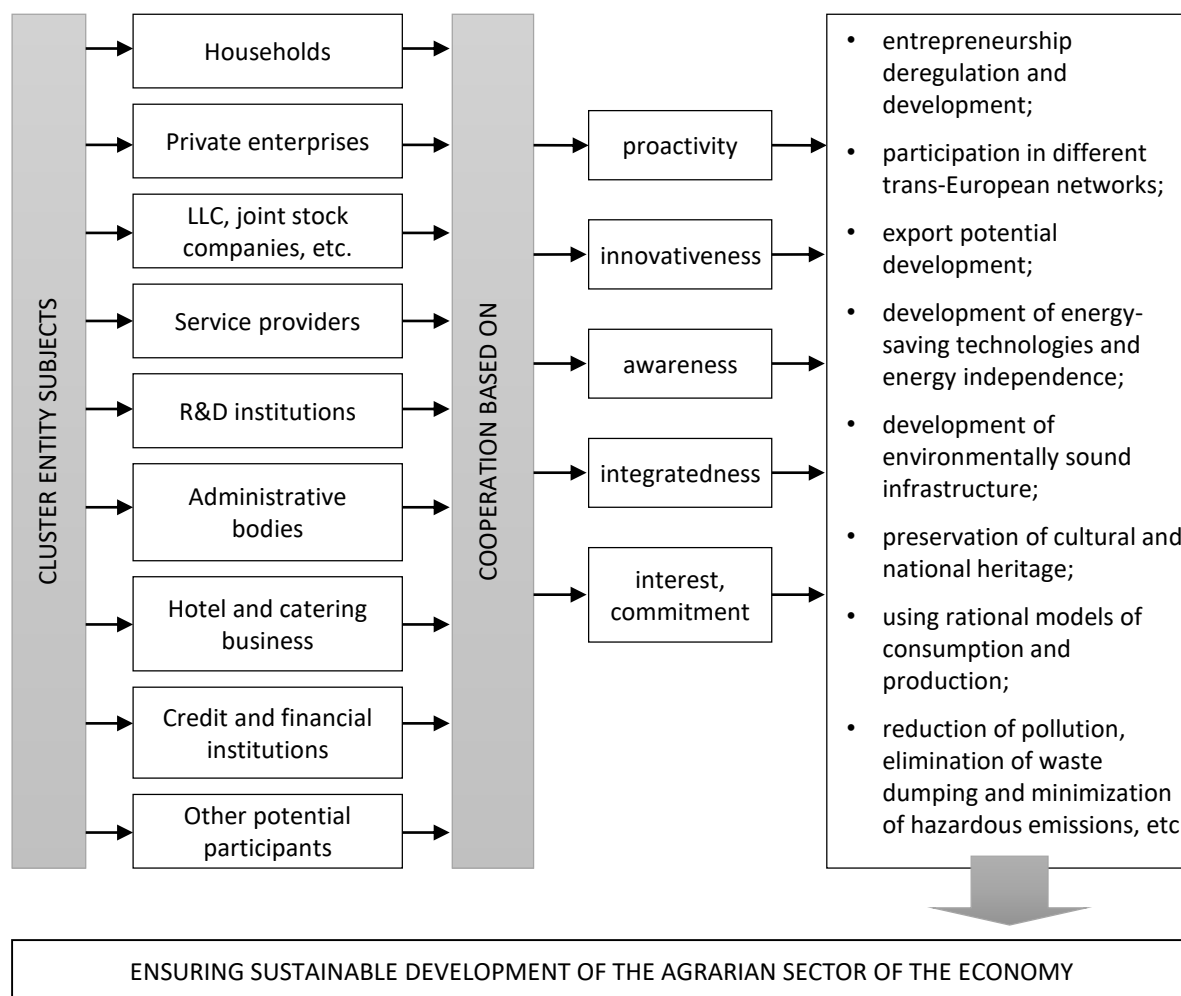 CLUSTER ENTITY SUBJECTS
Households
Private enterprises
LLC, joint stock
companies, etc.
Service providers
R&D institutions
Administrative
bodies
Hotel and catering
business
Credit and financial
institutions
Other potential
participants
COOPERATION BASED ON
proactivity
innovativeness
awareness
integratedness
interest,
commitment
• entrepreneurship
deregulation and
development;
• participation in different
trans-European networks;
• export potential
development;
• development of energy-
saving technologies and
energy independence;
• development of
environmentally sound
infrastructure;
• preservation of cultural and
national heritage;
• using rational models of
consumption and
production;
• reduction of pollution,
elimination of waste
dumping and minimization
of hazardous emissions, etc
ENSURING SUSTAINABLE DEVELOPMENT OF THE AGRARIAN SECTOR OF THE ECONOMY